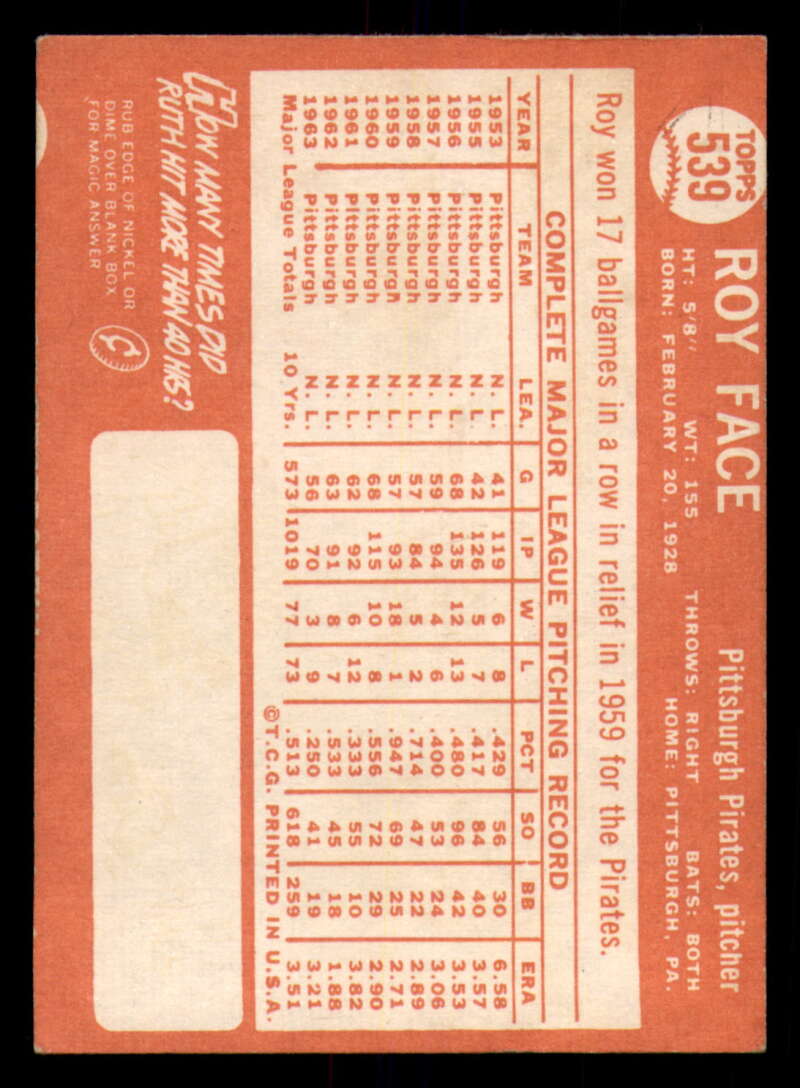 TOPPS
539
ROY FACE
Pittsburgh Pirates, pitcher
HT: 5'8" WT: 155 THROWS: RIGHT BATS: BOTH
BORN: FEBRUARY 20, 1928 HOME: PITTSBURGH, PA.
Roy won 17 ballgames in a row in relief in 1959 for the Pirates.
COMPLETE MAJOR LEAGUE PITCHING RECORD
YEAR TEAM LEA. G IP W L PCT SO BB ERA
1953 Pittsburgh N. L. 41 119 6 8 .429 56 30 6.58
1955 Pittsburgh N. L. 42 126 5 7 .417 84 40 3.57
1956 Pittsburgh N. L. 68 135 12 13 .480 96 42 3.53
1957 Pittsburgh N. L. 59 94 4 6 .400 53 24 3.06
1958 Pittsburgh N. L. 57 84 5 2 .714 47 22 2.89
1959 Pittsburgh N. L. 57 93 18 1 .947 69 25 2.71
1960 Pittsburgh N. L. 68 115 10 8 .556 72 29 2.90
1961 Pittsburgh N. L. 62 92 6 12 .333 55 10 3.82
1962 Pittsburgh N. L. 63 91 8 7 .533 45 18 1.88
1963 Pittsburgh N. L. 56 70 3 9 .250 41 19 3.21
Major League Totals 10 Yrs. 573 1019 77 73 .513 618 259 3.51
©T.C.G. PRINTED IN U.S.A.
HOW MANY TIMES DID
RUTH HIT MORE THAN 40 HRS?
RUB EDGE OF NICKEL OR
DIME OVER BLANK BOX
FOR MAGIC ANSWER